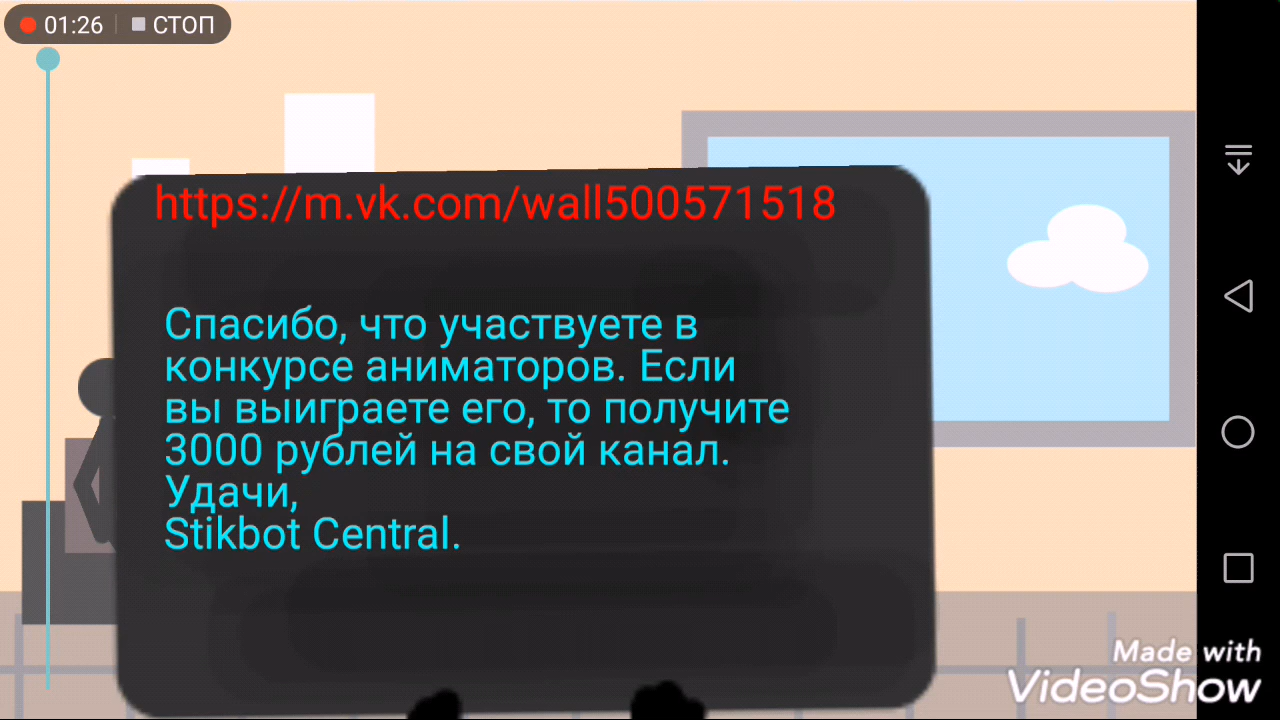 01:26 СТОП
https://m.vk.com/wall500571518
Спасибо, что участвуете в
конкурсе аниматоров. Если
вы выиграете его, то получите
3000 рублей на свой канал.
Удачи,
Stikbot Central.
Made with
VideoShow